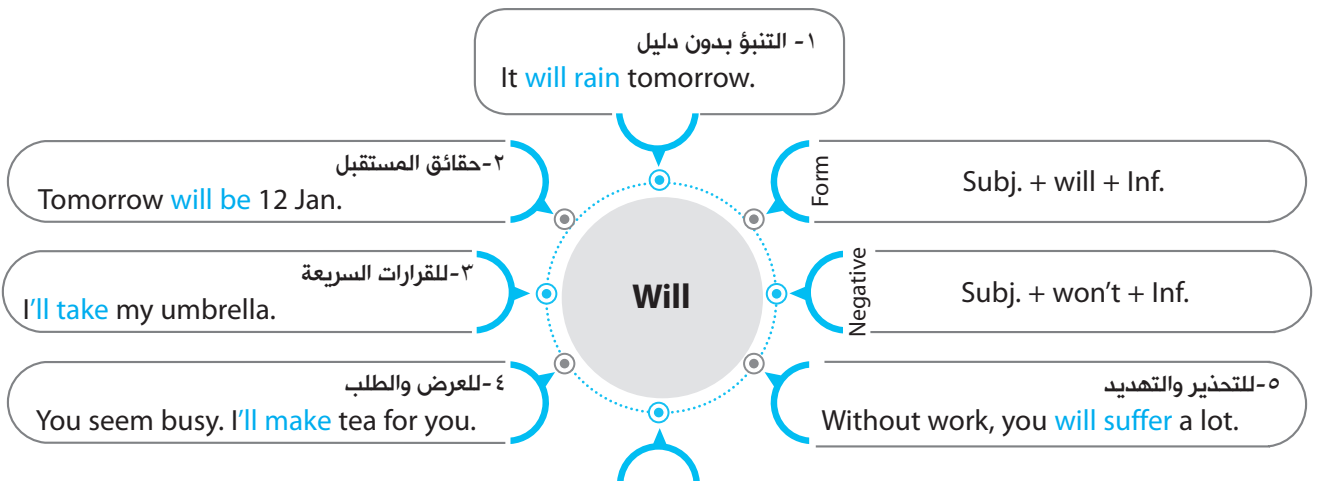 ١- التنبؤ بدون دليل
It will rain tomorrow.
٢-حقائق المستقبل
Tomorrow will be 12 Jan.
٣-للقرارات السريعة
I'll take my umbrella.
٤-للعرض والطلب
You seem busy. I'll make tea for you.
Will
Form
Subj. + will + Inf.
Negative
Subj. + won't + Inf.
٥-للتحذير والتهديد
Without work, you will suffer a lot.